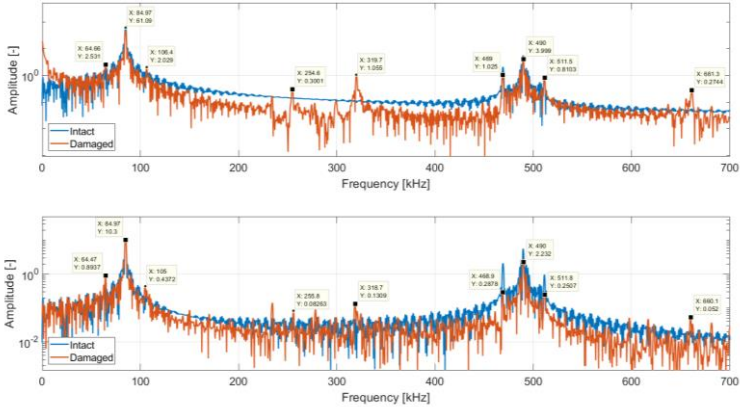 X: 84.97
Y: 51.09
X: 64.66
Y: 2.531
X: 106.4
Y: 2.029
X: 254.6
Y: 0.3001
X: 319.7
Y: 1.055
X: 469
Y: 1.025
X: 490
Y: 3.999
X: 511.5
Y: 0.8103
X: 661.3
Y: 0.2744
Amplitude [-]
10⁰
Intact
Damaged
0 100 200 300 400 500 600 700
Frequency [kHz]
X: 84.97
Y: 10.3
X: 64.47
Y: 0.8937
X: 105
Y: 0.4372
X: 255.8
Y: 0.08263
X: 318.7
Y: 0.1309
X: 468.9
Y: 0.2878
X: 490
Y: 2.232
X: 511.8
Y: 0.2507
X: 660.1
Y: 0.052
Amplitude [-]
10⁰
10⁻²
Intact
Damaged
0 100 200 300 400 500 600 700
Frequency [kHz]